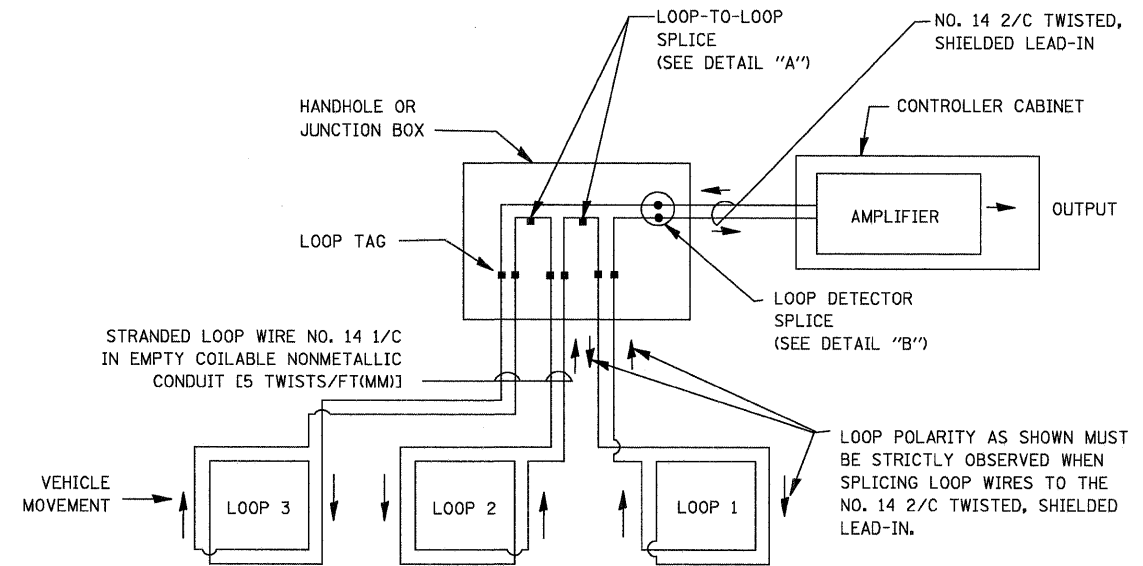 LOOP-TO-LOOP
SPLICE
(SEE DETAIL "A")
NO. 14 2/C TWISTED,
SHIELDED LEAD-IN
HANDHOLE OR
JUNCTION BOX
CONTROLLER CABINET
AMPLIFIER
OUTPUT
LOOP TAG
LOOP DETECTOR
SPLICE
(SEE DETAIL "B")
STRANDED LOOP WIRE NO. 14 1/C
IN EMPTY COILABLE NONMETALLIC
CONDUIT [5 TWISTS/FT(MM)]
LOOP POLARITY AS SHOWN MUST
BE STRICTLY OBSERVED WHEN
SPLICING LOOP WIRES TO THE
NO. 14 2/C TWISTED, SHIELDED
LEAD-IN.
VEHICLE
MOVEMENT
LOOP 3
LOOP 2
LOOP 1